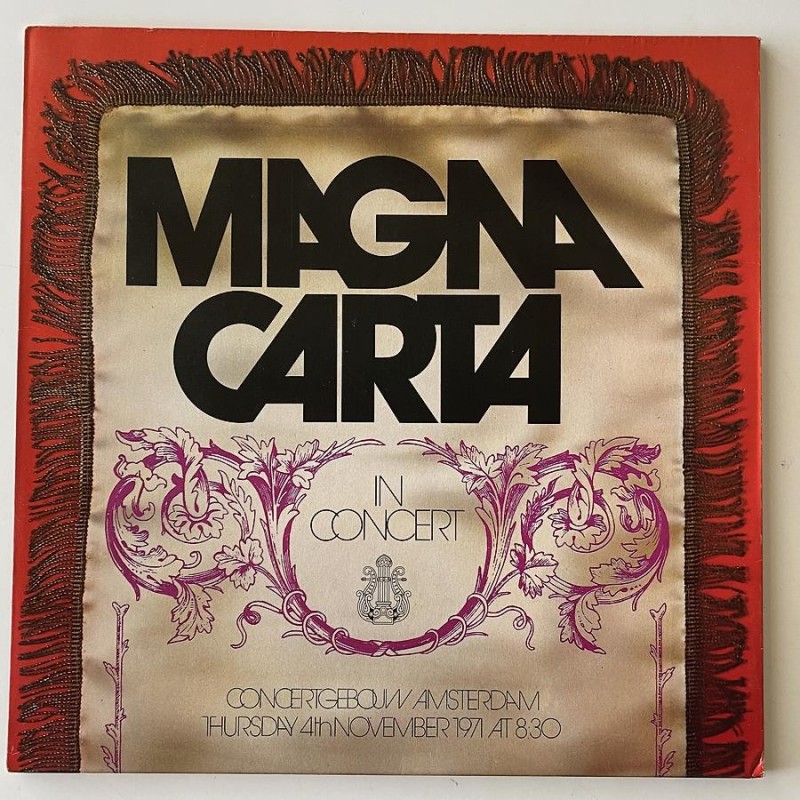 MAGNA
CARTA
IN
CONCERT
CONCERTGEBOUW AMSTERDAM
THURSDAY 4th NOVEMBER 1971 AT 8:30